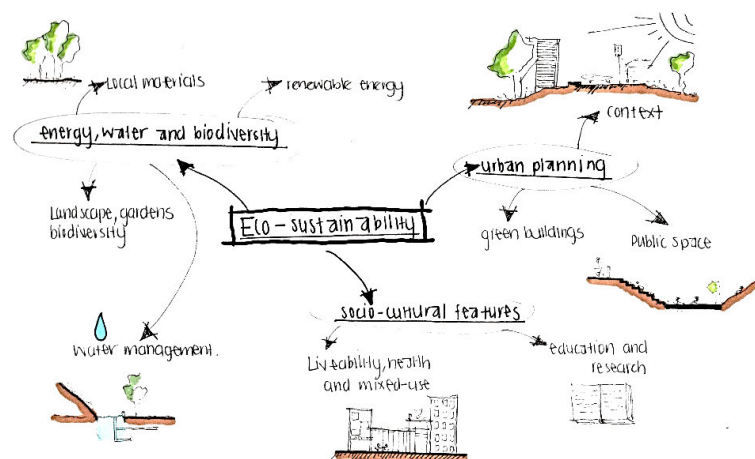 Local materials
renewable energy
energy, water and biodiversity
context
urban planning
Landscape, gardens
biodiversity
Eco-sustainability
green buildings
Public space
socio-cultural features
Water management.
Liveability, health
and mixed-use
education and
research